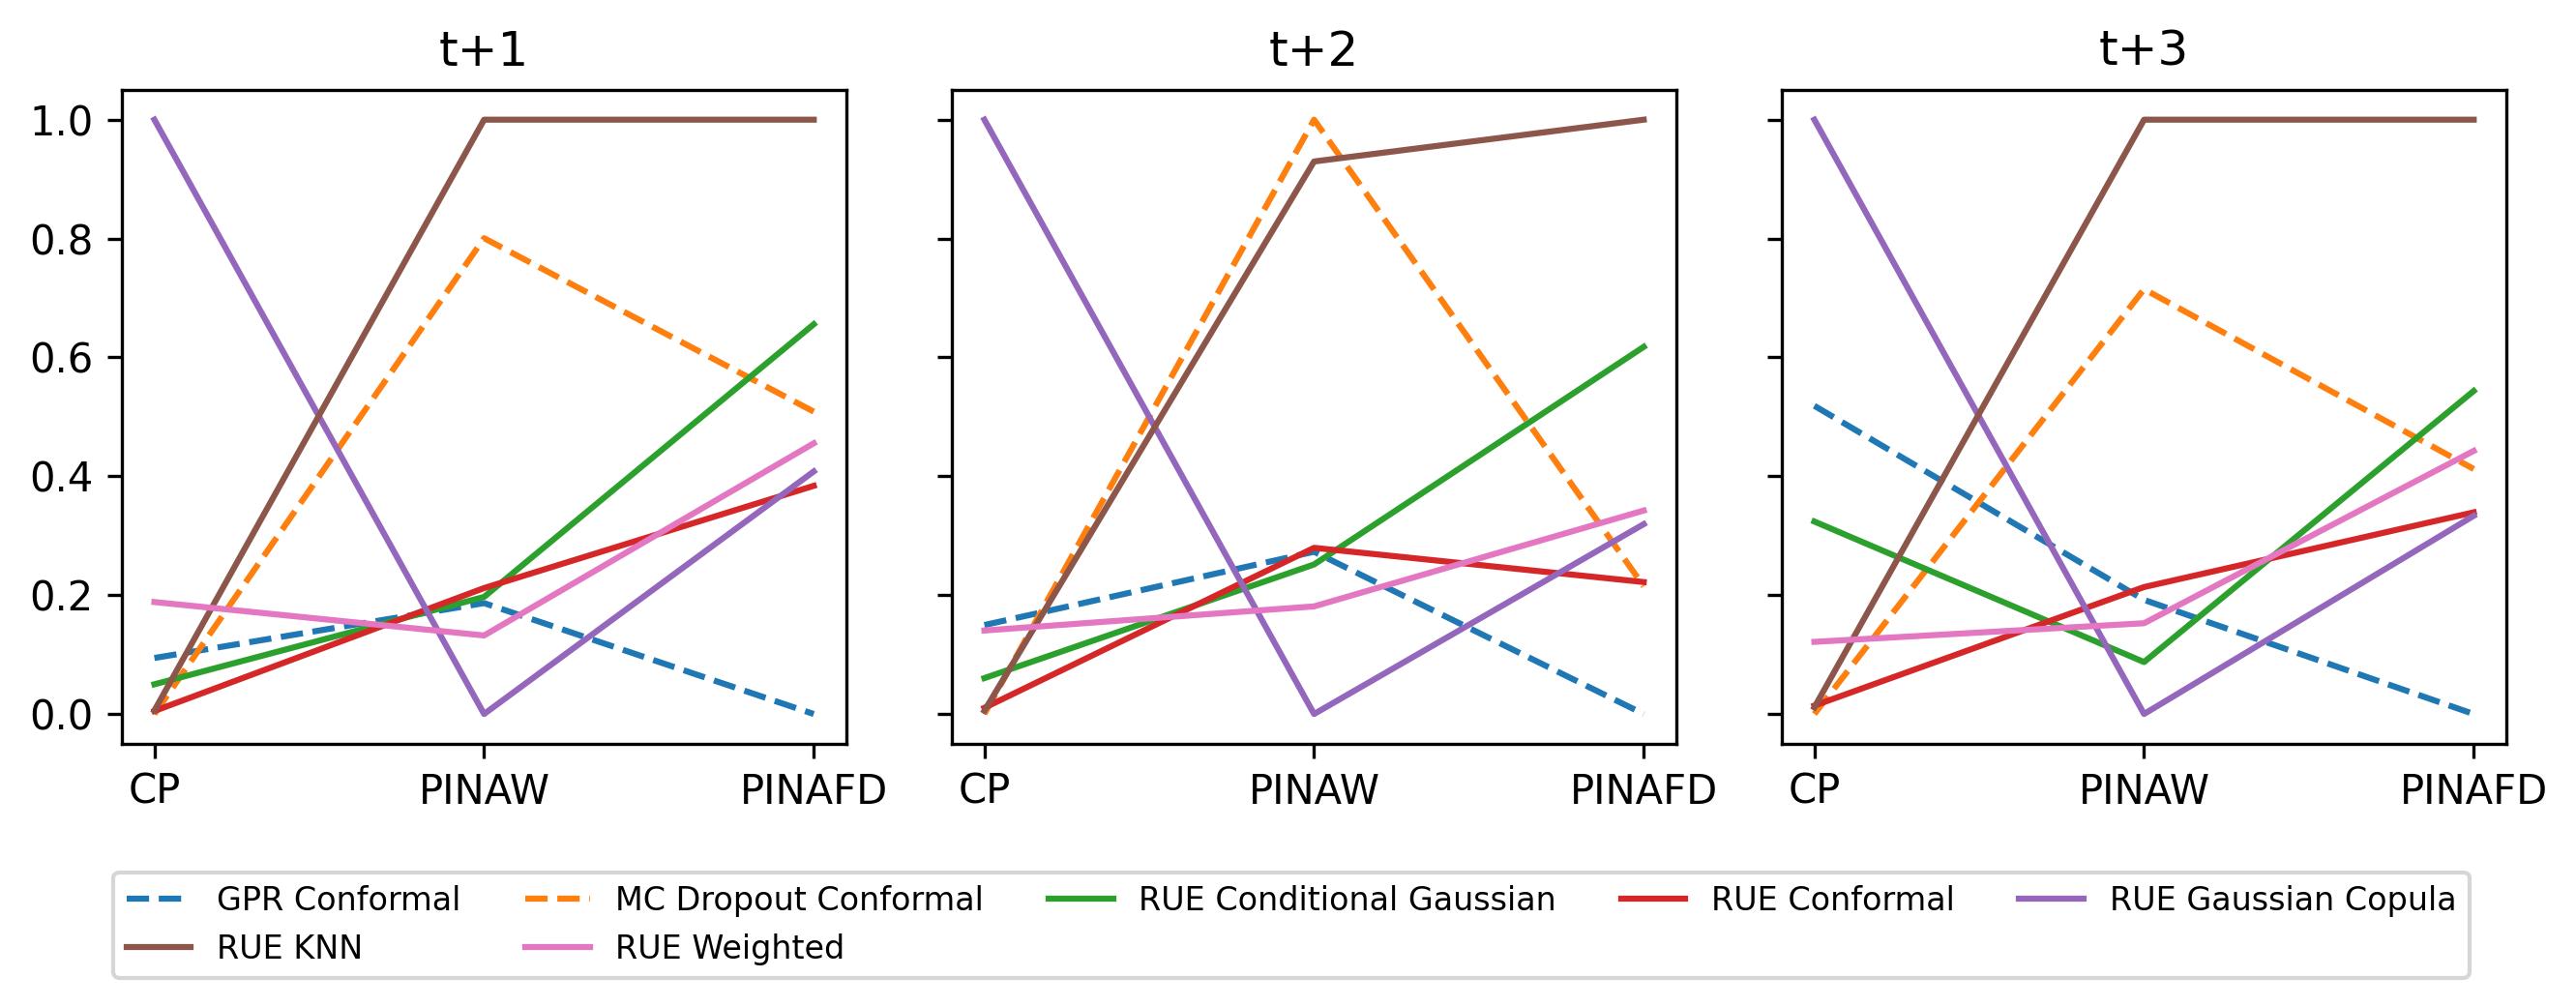 t+1 t+2 t+3
1.0
0.8
0.6
0.4
0.2
0.0
CP PINAW PINAFD CP PINAW PINAFD CP PINAW PINAFD
GPR Conformal MC Dropout Conformal RUE Conditional Gaussian RUE Conformal RUE Gaussian Copula
RUE KNN RUE Weighted